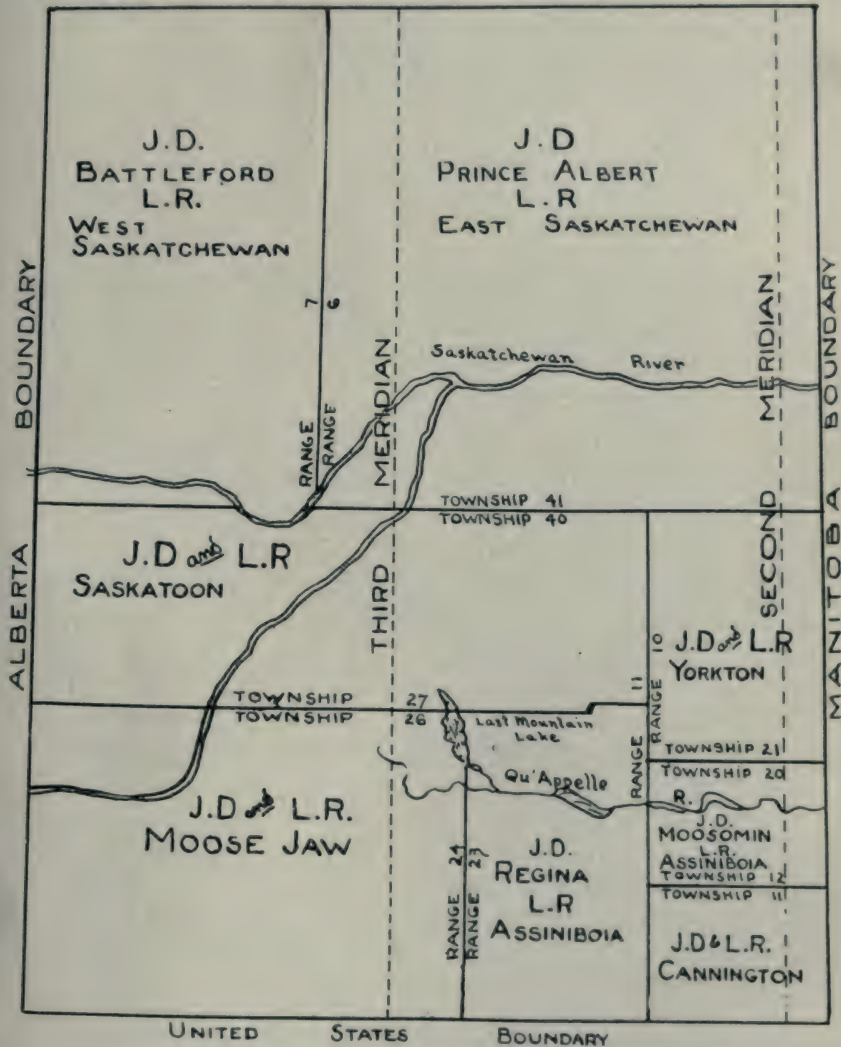 J.D.
BATTLEFORD
L.R.
WEST
SASKATCHEWAN
J.D
PRINCE ALBERT
L.R
EAST SASKATCHEWAN
ALBERTA BOUNDARY
MANITOBA BOUNDARY
7
6
RANGE
RANGE
THIRD MERIDIAN
SECOND MERIDIAN
Saskatchewan River
TOWNSHIP 41
TOWNSHIP 40
J.D and L.R
SASKATOON
J.D and L.R
YORKTON
11
10
RANGE
RANGE
TOWNSHIP 27
TOWNSHIP 26
Last Mountain
Lake
TOWNSHIP 21
TOWNSHIP 20
Qu'Appelle R.
J.D and L.R.
MOOSE JAW
24
23
RANGE
RANGE
J.D.
REGINA
L.R
ASSINIBOIA
J.D.
MOOSOMIN
L.R.
ASSINIBOIA
TOWNSHIP 12
TOWNSHIP 11
J.D & L.R.
CANNINGTON
UNITED STATES BOUNDARY